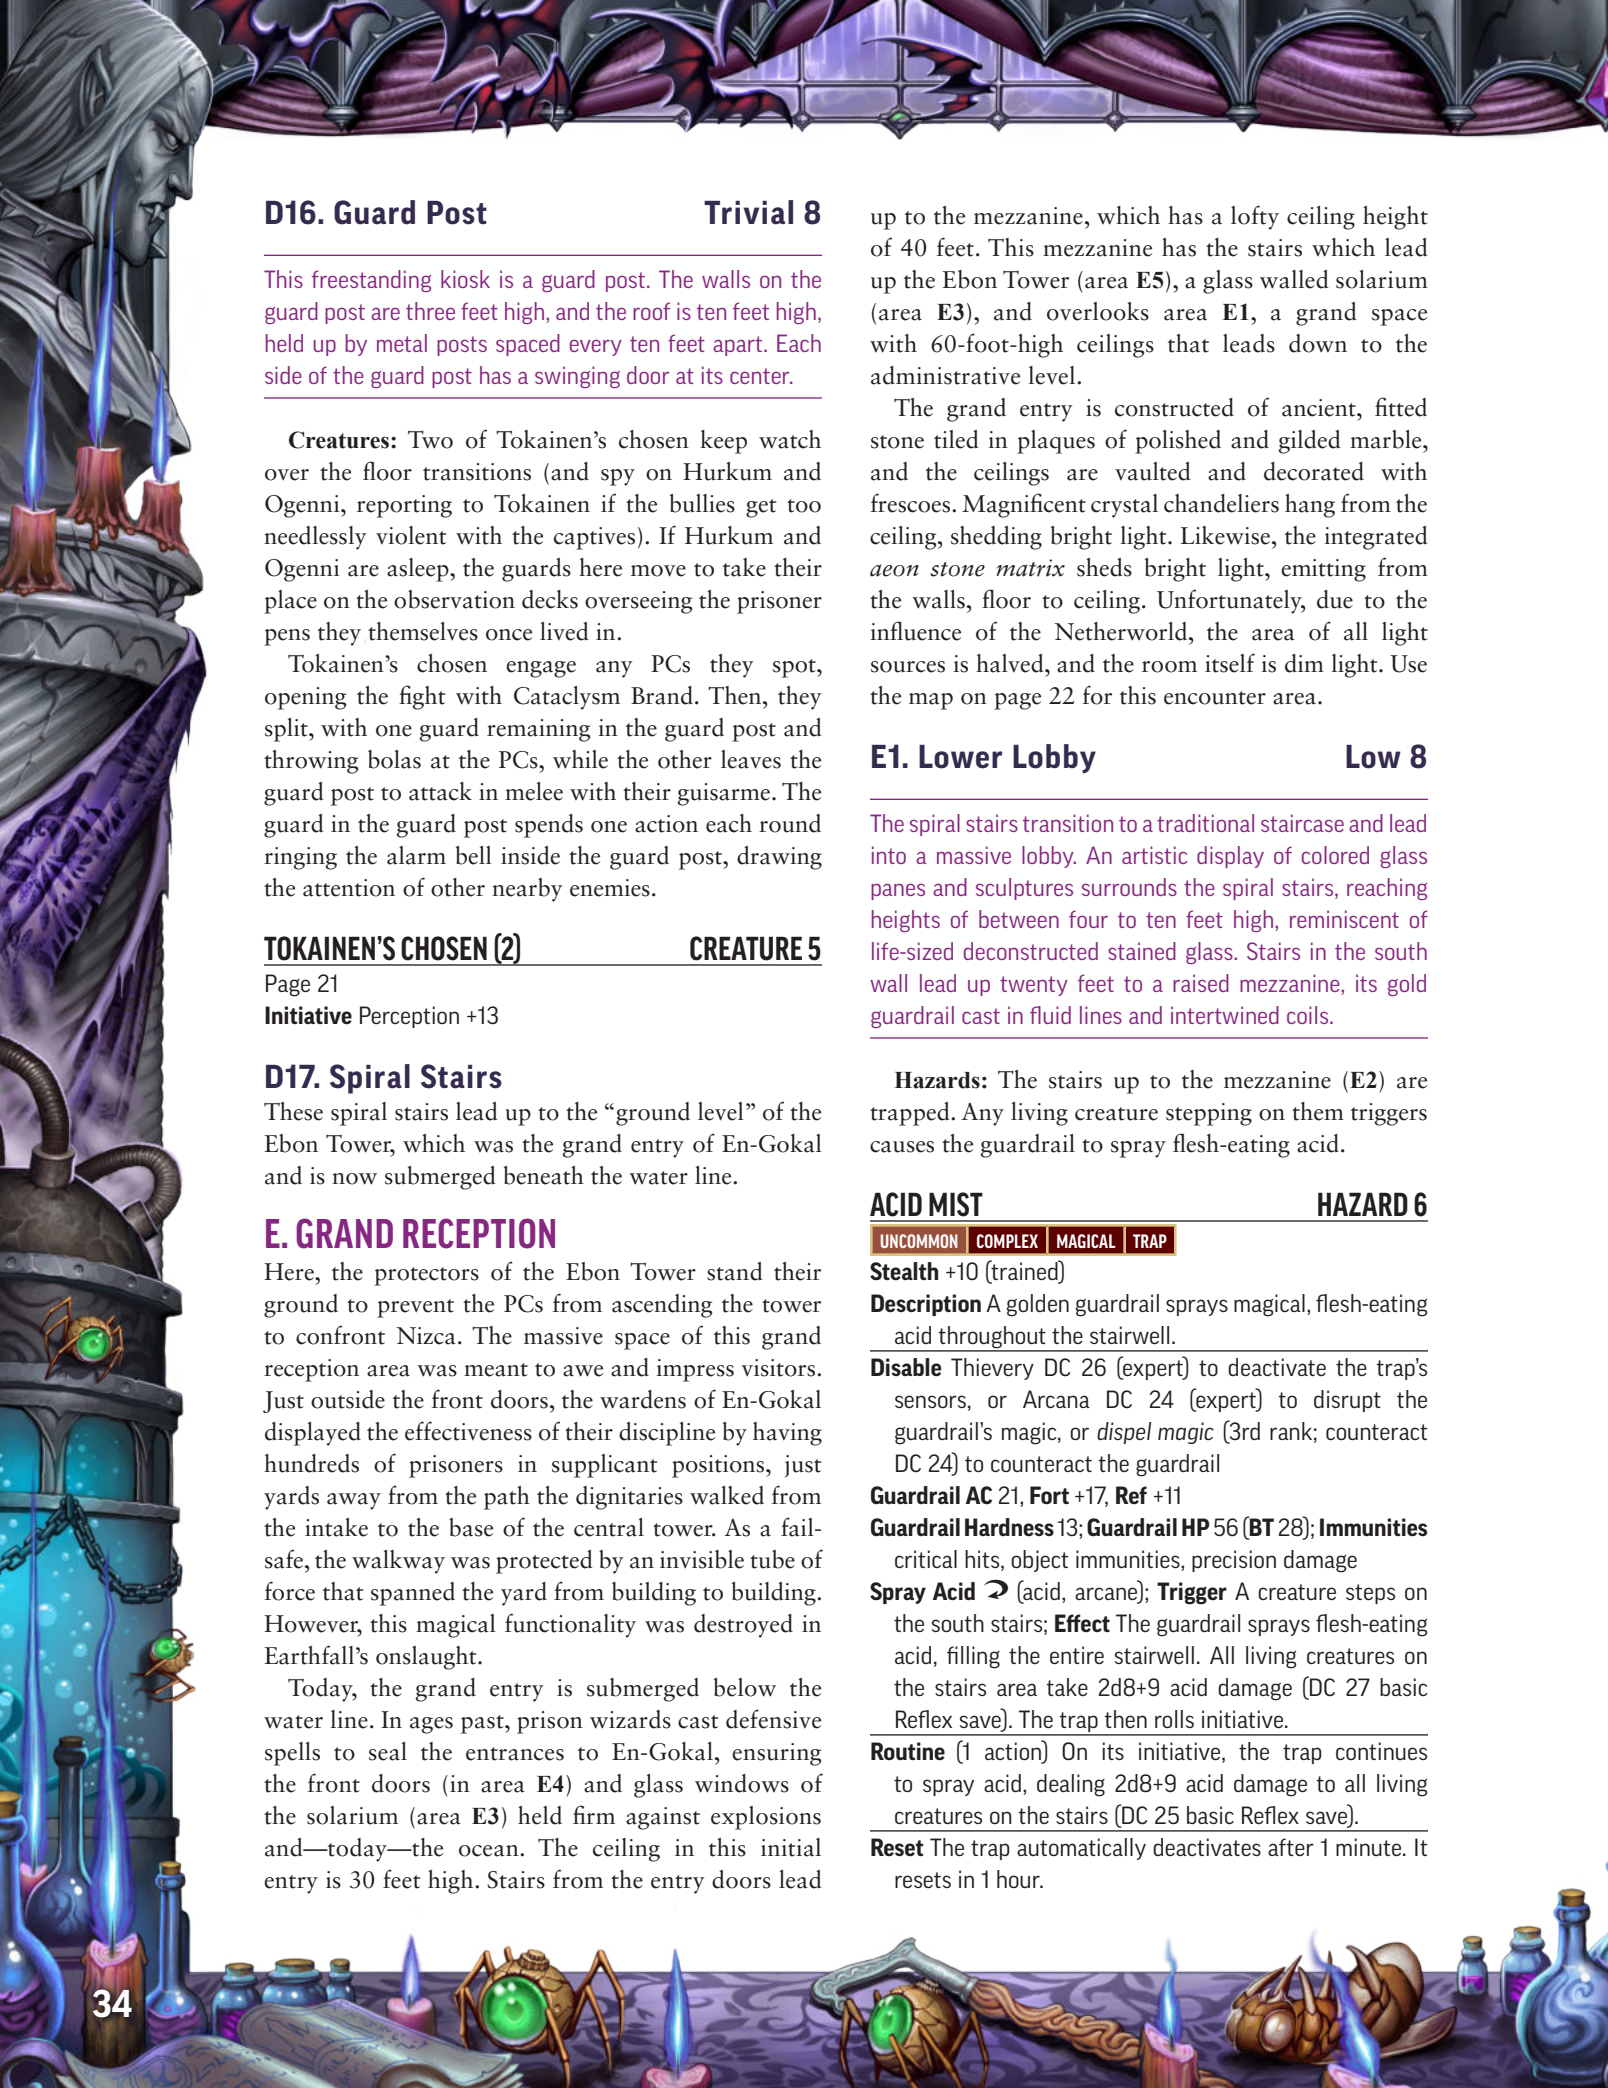 D16. Guard Post Trivial 8
This freestanding kiosk is a guard post. The walls on the
guard post are three feet high, and the roof is ten feet high,
held up by metal posts spaced every ten feet apart. Each
side of the guard post has a swinging door at its center.
Creatures: Two of Tokainen’s chosen keep watch
over the floor transitions (and spy on Hurkum and
Ogenni, reporting to Tokainen if the bullies get too
needlessly violent with the captives). If Hurkum and
Ogenni are asleep, the guards here move to take their
place on the observation decks overseeing the prisoner
pens they themselves once lived in.
Tokainen’s chosen engage any PCs they spot,
opening the fight with Cataclysm Brand. Then, they
split, with one guard remaining in the guard post and
throwing bolas at the PCs, while the other leaves the
guard post to attack in melee with their guisarme. The
guard in the guard post spends one action each round
ringing the alarm bell inside the guard post, drawing
the attention of other nearby enemies.
TOKAINEN’S CHOSEN (2) CREATURE 5
Page 21
Initiative Perception +13
D17. Spiral Stairs
These spiral stairs lead up to the “ground level” of the
Ebon Tower, which was the grand entry of En-Gokal
and is now submerged beneath the water line.
E. GRAND RECEPTION
Here, the protectors of the Ebon Tower stand their
ground to prevent the PCs from ascending the tower
to confront Nizca. The massive space of this grand
reception area was meant to awe and impress visitors.
Just outside the front doors, the wardens of En-Gokal
displayed the effectiveness of their discipline by having
hundreds of prisoners in supplicant positions, just
yards away from the path the dignitaries walked from
the intake to the base of the central tower. As a fail-
safe, the walkway was protected by an invisible tube of
force that spanned the yard from building to building.
However, this magical functionality was destroyed in
Earthfall’s onslaught.
Today, the grand entry is submerged below the
water line. In ages past, prison wizards cast defensive
spells to seal the entrances to En-Gokal, ensuring
the front doors (in area E4) and glass windows of
the solarium (area E3) held firm against explosions
and—today—the ocean. The ceiling in this initial
entry is 30 feet high. Stairs from the entry doors lead
up to the mezzanine, which has a lofty ceiling height
of 40 feet. This mezzanine has the stairs which lead
up the Ebon Tower (area E5), a glass walled solarium
(area E3), and overlooks area E1, a grand space
with 60-foot-high ceilings that leads down to the
administrative level.
The grand entry is constructed of ancient, fitted
stone tiled in plaques of polished and gilded marble,
and the ceilings are vaulted and decorated with
frescoes. Magnificent crystal chandeliers hang from the
ceiling, shedding bright light. Likewise, the integrated
aeon stone matrix sheds bright light, emitting from
the walls, floor to ceiling. Unfortunately, due to the
influence of the Netherworld, the area of all light
sources is halved, and the room itself is dim light. Use
the map on page 22 for this encounter area.
E1. Lower Lobby Low 8
The spiral stairs transition to a traditional staircase and lead
into a massive lobby. An artistic display of colored glass
panes and sculptures surrounds the spiral stairs, reaching
heights of between four to ten feet high, reminiscent of
life-sized deconstructed stained glass. Stairs in the south
wall lead up twenty feet to a raised mezzanine, its gold
guardrail cast in fluid lines and intertwined coils.
Hazards: The stairs up to the mezzanine (E2) are
trapped. Any living creature stepping on them triggers
causes the guardrail to spray flesh-eating acid.
ACID MIST HAZARD 6
UNCOMMON COMPLEX MAGICAL TRAP
Stealth +10 (trained)
Description A golden guardrail sprays magical, flesh-eating
acid throughout the stairwell.
Disable Thievery DC 26 (expert) to deactivate the trap’s
sensors, or Arcana DC 24 (expert) to disrupt the
guardrail’s magic, or dispel magic (3rd rank; counteract
DC 24) to counteract the guardrail
Guardrail AC 21, Fort +17, Ref +11
Guardrail Hardness 13; Guardrail HP 56 (BT 28); Immunities
critical hits, object immunities, precision damage
Spray Acid (acid, arcane); Trigger A creature steps on
the south stairs; Effect The guardrail sprays flesh-eating
acid, filling the entire stairwell. All living creatures on
the stairs area take 2d8+9 acid damage (DC 27 basic
Reflex save). The trap then rolls initiative.
Routine (1 action) On its initiative, the trap continues
to spray acid, dealing 2d8+9 acid damage to all living
creatures on the stairs (DC 25 basic Reflex save).
Reset The trap automatically deactivates after 1 minute. It
resets in 1 hour.
34